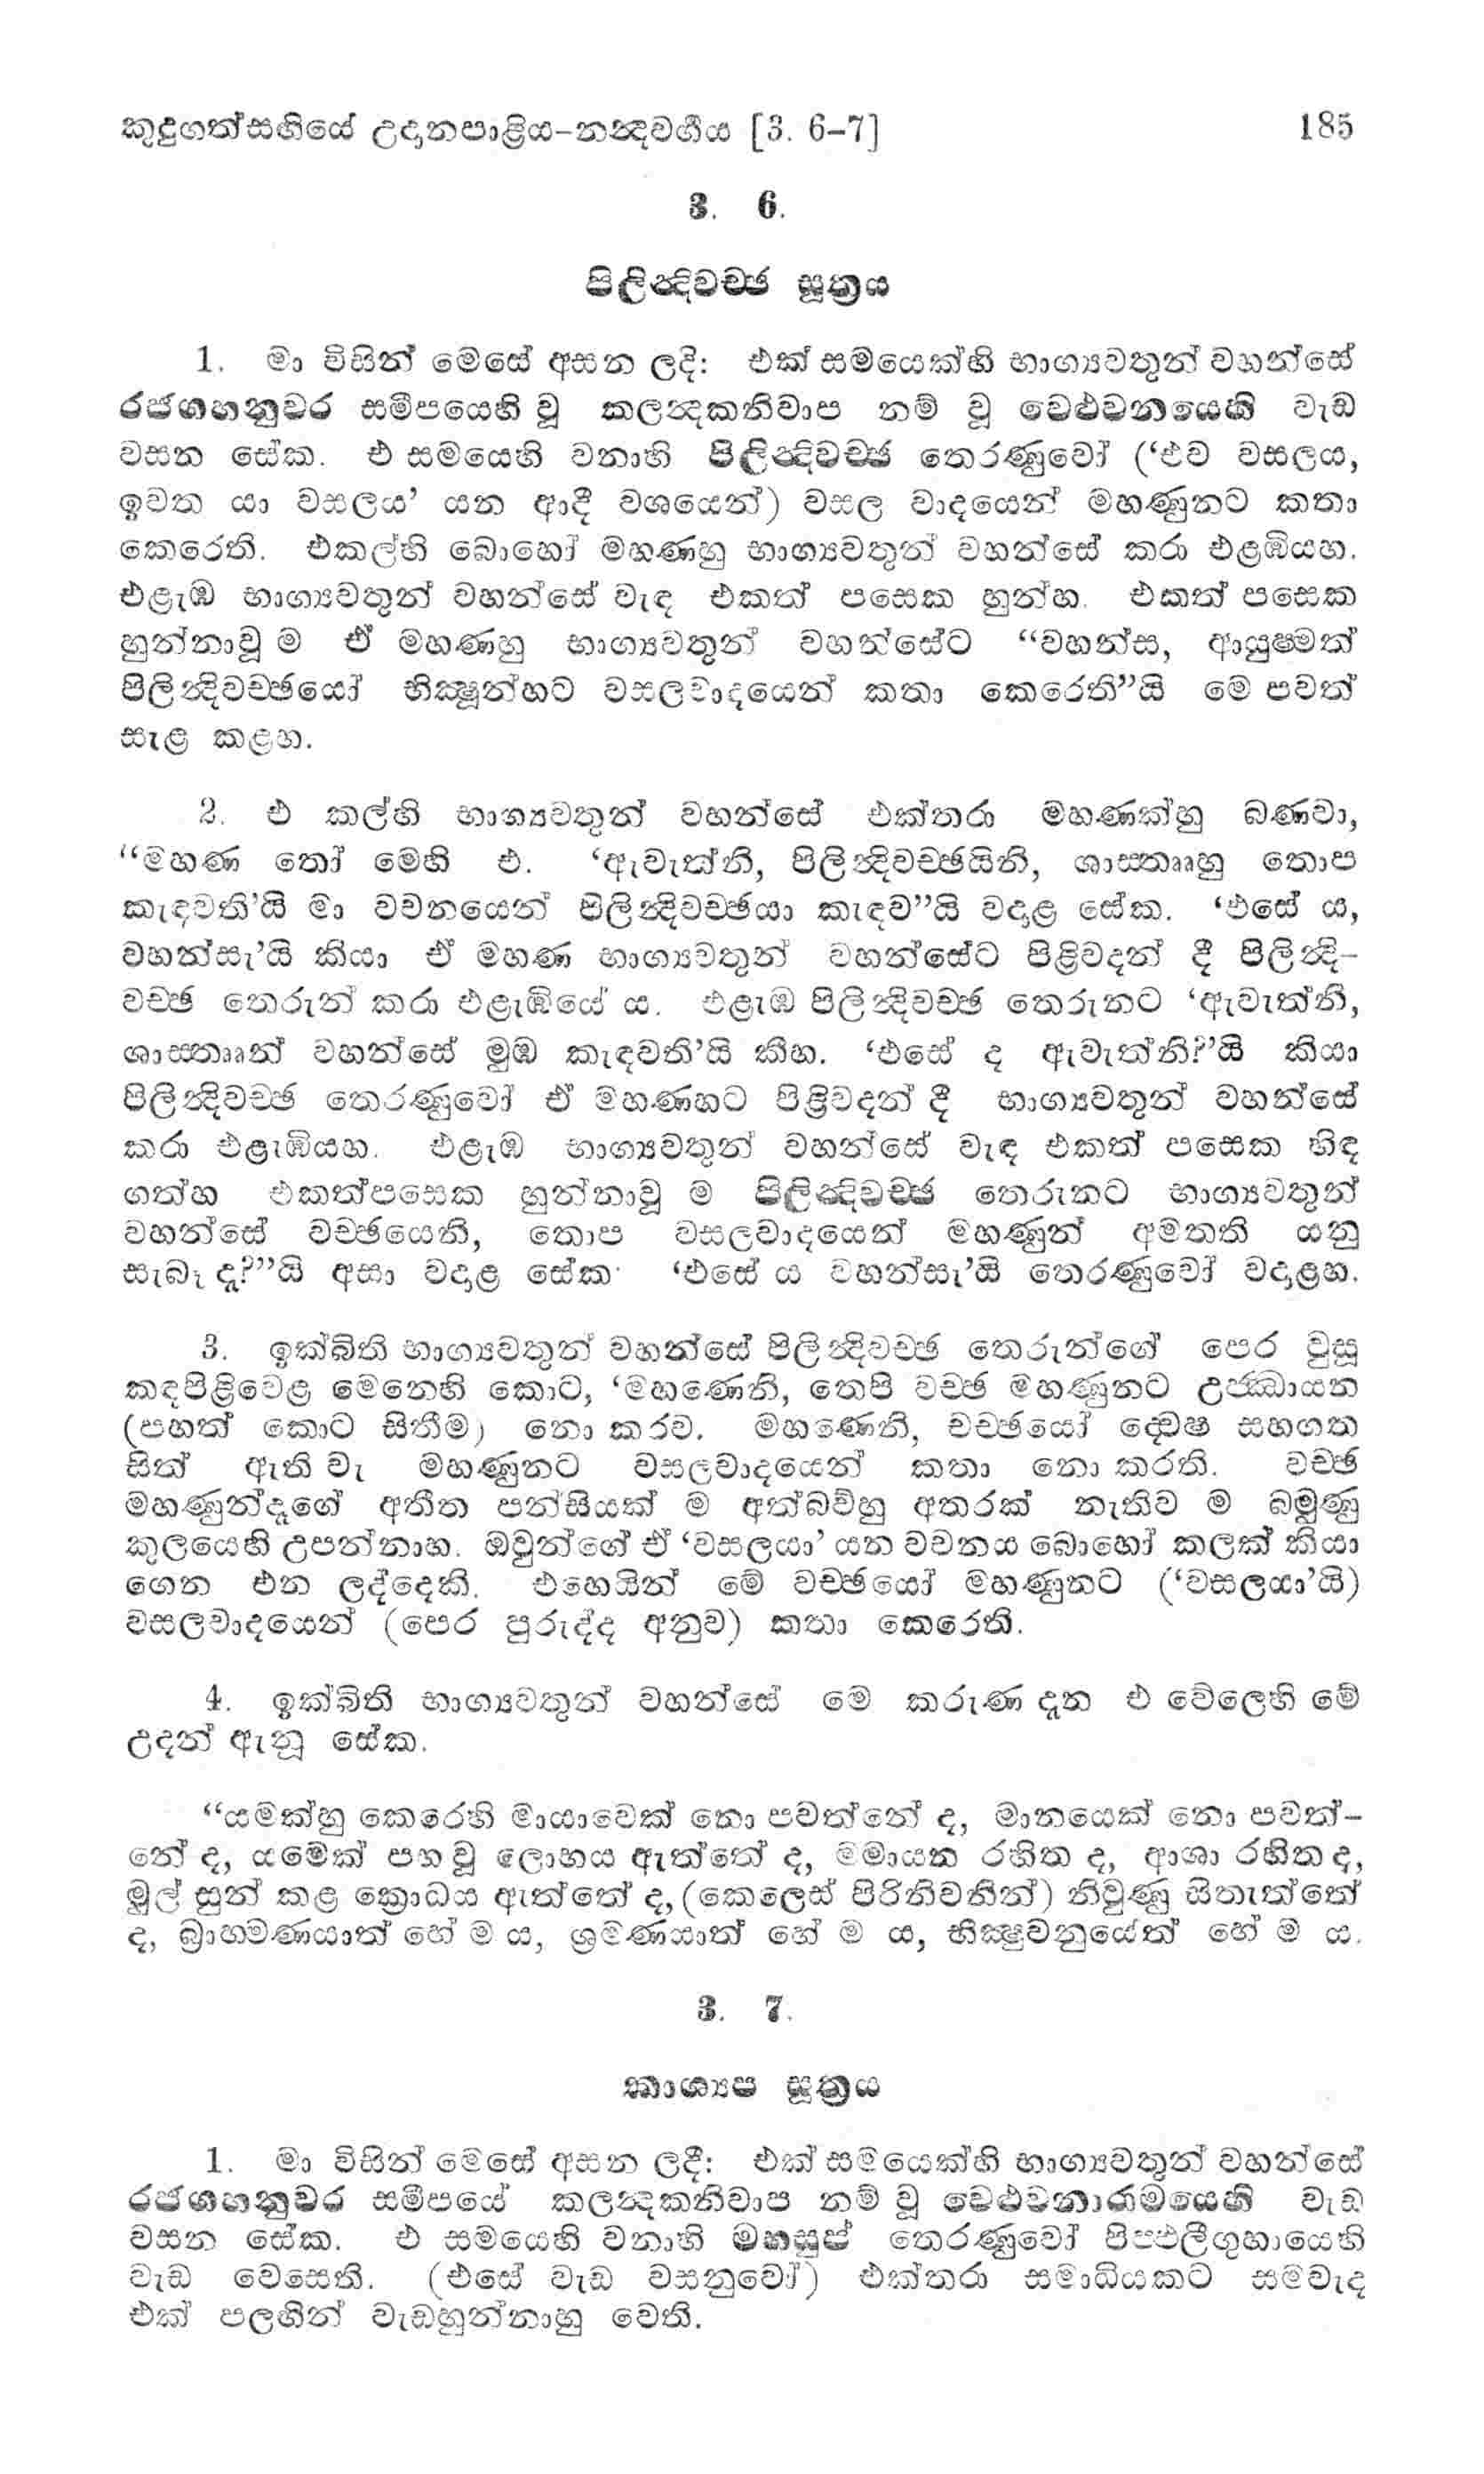 කුදුගත්සඟියේ උදානපාළිය-නන්දවර්‍ගය [3. 6-7] 185
3. 6.
පිලින්දිවච්ඡ සූත්‍රය
1. මා විසින් මෙසේ අසන ලදි: එක් සමයෙක්හි භාග්‍යවතුන් වහන්සේ
රජගහනුවර සමීපයෙහි වූ කලන්දකනිවාප නම් වූ වෙළුවනයෙහි වැඩ
වසන සේක. එ සමයෙහි වනාහි පිලින්දිවච්ඡ තෙරණුවෝ (‘එව වසලය,
ඉවත යා වසලය’ යන ආදී වශයෙන්) වසල වාදයෙන් මහණුනට කතා
කෙරෙති. එකල්හි බොහෝ මහණහු භාග්‍යවතුන් වහන්සේ කරා එළඹියහ.
එළැඹ භාග්‍යවතුන් වහන්සේ වැඳ එකත් පසෙක හුන්හ. එකත් පසෙක
හුන්නාවූ ම ඒ මහණහු භාග්‍යවතුන් වහන්සේට “වහන්ස, ආයුෂ්මත්
පිලින්දිවච්ඡයෝ භික්‍ෂූන්හට වසලවාදයෙන් කතා කෙරෙති”යි මෙ පවත්
සැළ කළහ.
2. එ කල්හි භාග්‍යවතුන් වහන්සේ එක්තරා මහණක්හු බණවා,
“මහණ තෝ මෙහි එ. ‘ඇවැත්නි, පිලින්දිවච්ඡයිනි, ශාස්තෲහු තොප
කැඳවති’යි මා වචනයෙන් පිලින්දිවච්ඡයා කැඳව”යි වදාළ සේක. ‘එසේ ය,
වහන්සැ’යි කියා ඒ මහණ භාග්‍යවතුන් වහන්සේට පිළිවදන් දී පිලින්දි-
වච්ඡ තෙරුන් කරා එළැඹියේ ය. එළැඹ පිලින්දිවච්ඡ තෙරුනට ‘ඇවැත්නි,
ශාස්තෲන් වහන්සේ මුඹ කැඳවති’යි කීහ. ‘එසේ ද ඇවැත්නි?’යි කියා
පිලින්දිවච්ඡ තෙරණුවෝ ඒ මහණහට පිළිවදන් දී භාග්‍යවතුන් වහන්සේ
කරා එළැඹියහ. එළැඹ භාග්‍යවතුන් වහන්සේ වැඳ එකත් පසෙක හිඳ
ගත්හ එකත්පසෙක හුන්නාවූ ම පිලින්දිවච්ඡ තෙරුනට භාග්‍යවතුන්
වහන්සේ වච්ඡයෙනි, තොප වසලවාදයෙන් මහණුන් අමතති යනු
සැබෑ දැ?”යි අසා වදාළ සේක ‘එසේ ය වහන්සැ’යි තෙරණුවෝ වදාළහ.
3. ඉක්බිති භාග්‍යවතුන් වහන්සේ පිලින්දිවච්ඡ තෙරුන්ගේ පෙර වුසූ
කඳපිළිවෙළ මෙනෙහි කොට, ‘මහණෙනි, තෙපි වච්ඡ මහණුනට උජ්ඣායන
(පහත් කොට සිතීම) නො කරව. මහණෙනි, වච්ඡයෝ ද්වේෂ සහගත
සිත් ඇති වැ මහණුනට වසලවාදයෙන් කතා නො කරති. වච්ඡ
මහණුන්දෑගේ අතීත පන්සියක් ම අත්බව්හු අතරක් නැතිව ම බමුණු
කුලයෙහි උපන්නාහ. ඔවුන්ගේ ඒ ‘වසලයා’ යන වචනය බොහෝ කලක් කියා
ගෙන එන ලද්දෙකි. එහෙයින් මේ වච්ඡයෝ මහණුනට (‘වසලයා’යි)
වසලවාදයෙන් (පෙර පුරුද්ද අනුව) කතා කෙරෙති.
4. ඉක්බිති භාග්‍යවතුන් වහන්සේ මෙ කරුණ දැන එ වේලෙහි මේ
උදන් ඇනූ සේක.
“යමක්හු කෙරෙහි මායාවෙක් නො පවත්නේ ද, මානයෙක් නො පවත්-
නේ ද, යමෙක් පහ වූ ලොභය ඇත්තේ ද, මමායන රහිත ද, ආශා රහිත ද,
මුල් සුන් කළ ක්‍රොධය ඇත්තේ ද, (කෙලෙස් පිරිනිවනින්) නිවුණු සිතැත්තේ
ද, බ්‍රාහ්මණයාත් හේ ම ය, ශ්‍රමණයාත් හේ ම ය, භික්‍ෂුවනුයේත් හේ ම ය.
3. 7.
කාශ්‍යප සූත්‍රය
1. මා විසින් මෙසේ අසන ලදී: එක් සමයෙක්හි භාග්‍යවතුන් වහන්සේ
රජගහනුවර සමීපයේ කලන්දකනිවාප නම් වූ වෙළුවනාරාමයෙහි වැඩ
වසන සේක. එ සමයෙහි වනාහි මහසුප් තෙරණුවෝ පිප්ඵලීගුහායෙහි
වැඩ වෙසෙති. (එසේ වැඩ වසනුවෝ) එක්තරා සමාධියකට සමවැද
එක් පලඟින් වැඩහුන්නාහු වෙති.